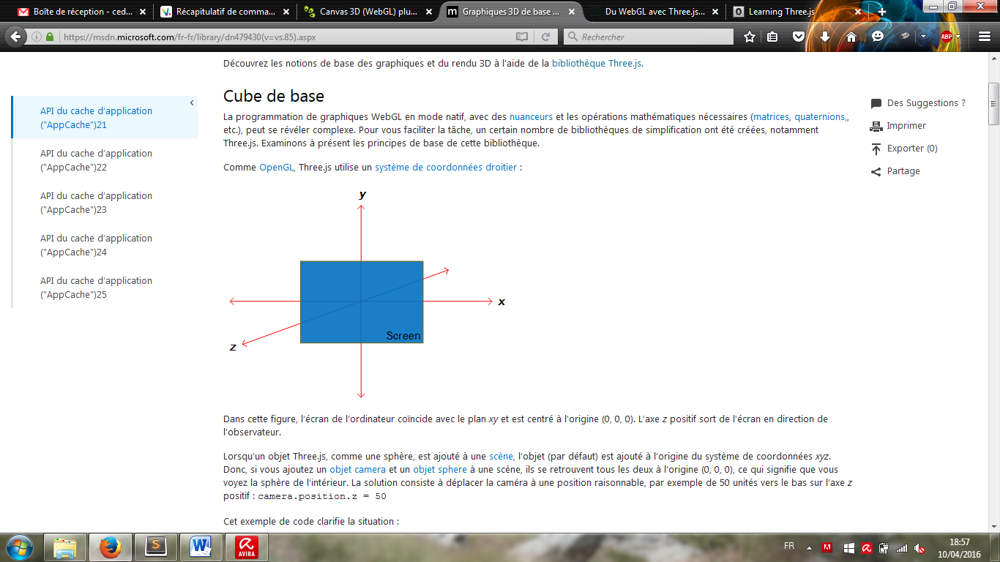 Boîte de réception - ced...
Récapitulatif de comma...
Canvas 3D (WebGL) plu...
Graphiques 3D de base ...
Du WebGL avec Three.js...
Learning Three.js
https://msdn.microsoft.com/fr-fr/library/dn479430(v=vs.85).aspx
Rechercher
ABP
Découvrez les notions de base des graphiques et du rendu 3D à l'aide de la bibliothèque Three.js.
API du cache d'application
("AppCache")21
API du cache d'application
("AppCache")22
API du cache d'application
("AppCache")23
API du cache d'application
("AppCache")24
API du cache d'application
("AppCache")25
Cube de base
La programmation de graphiques WebGL en mode natif, avec des nuanceurs et les opérations mathématiques nécessaires (matrices, quaternions,,
etc.), peut se révéler complexe. Pour vous faciliter la tâche, un certain nombre de bibliothèques de simplification ont été créées, notamment
Three.js. Examinons à présent les principes de base de cette bibliothèque.
Comme OpenGL, Three.js utilise un système de coordonnées droitier :
y
x
z
Screen
Dans cette figure, l'écran de l'ordinateur coïncide avec le plan xy et est centré à l'origine (0, 0, 0). L'axe z positif sort de l'écran en direction de
l'observateur.
Lorsqu'un objet Three.js, comme une sphère, est ajouté à une scène, l'objet (par défaut) est ajouté à l'origine du système de coordonnées xyz.
Donc, si vous ajoutez un objet camera et un objet sphere à une scène, ils se retrouvent tous les deux à l'origine (0, 0, 0), ce qui signifie que vous
voyez la sphère de l'intérieur. La solution consiste à déplacer la caméra à une position raisonnable, par exemple de 50 unités vers le bas sur l'axe z
positif : camera.position.z = 50
Cet exemple de code clarifie la situation :
Des Suggestions ?
Imprimer
Exporter (0)
Partage
AVIRA
FR
18:57
10/04/2016